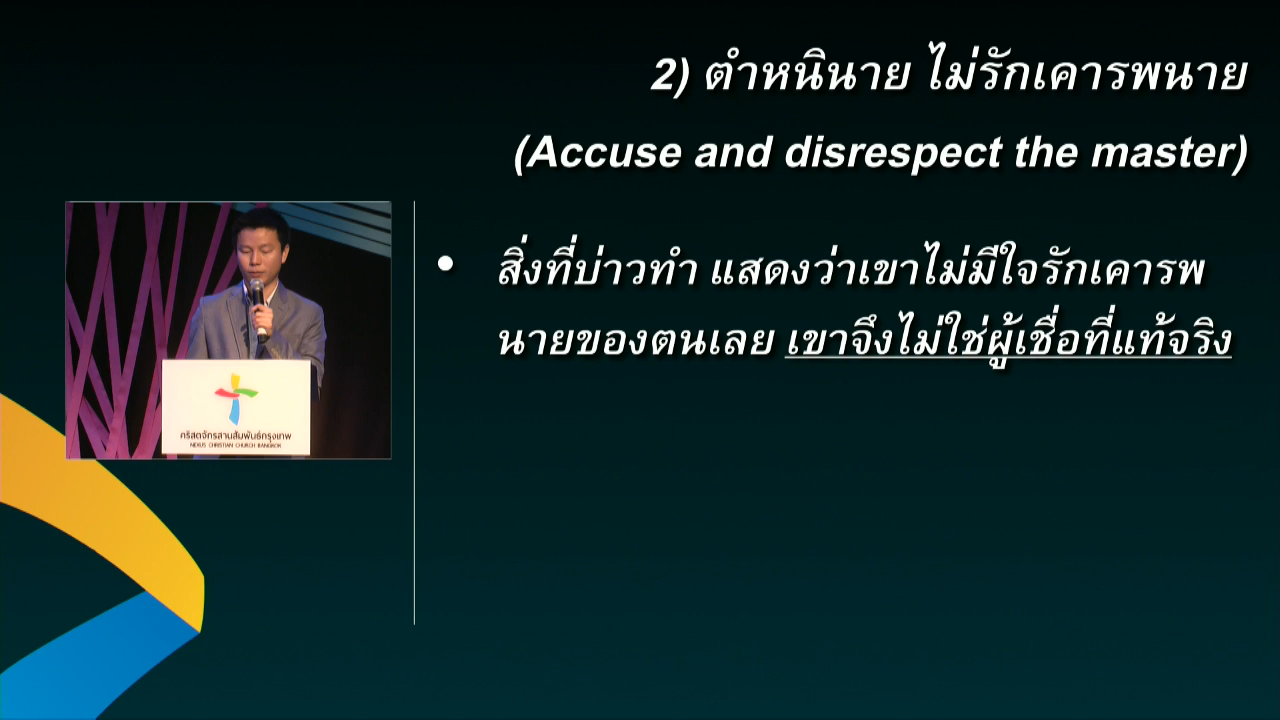 2) ตำหนินาย ไม่รักเคารพนาย
(Accuse and disrespect the master)
• สิ่งที่บ่าวทำ แสดงว่าเขาไม่มีใจรักเคารพ
นายของตนเลย เขาจึงไม่ใช่ผู้เชื่อที่แท้จริง
คริสตจักรสานสัมพันธ์กรุงเทพ
NEXUS CHRISTIAN CHURCH BANGKOK